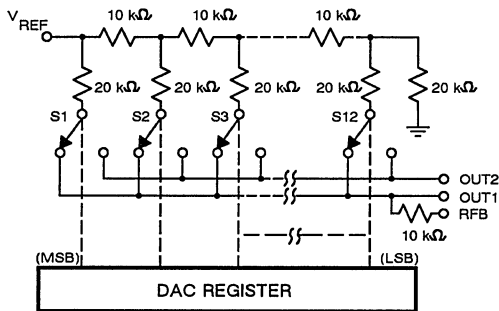 V REF
10 kΩ 10 kΩ 10 kΩ
20 kΩ 20 kΩ 20 kΩ 20 kΩ 20 kΩ
S1 S2 S3 S12
OUT2
OUT1
RFB
10 kΩ
(MSB) (LSB)
DAC REGISTER